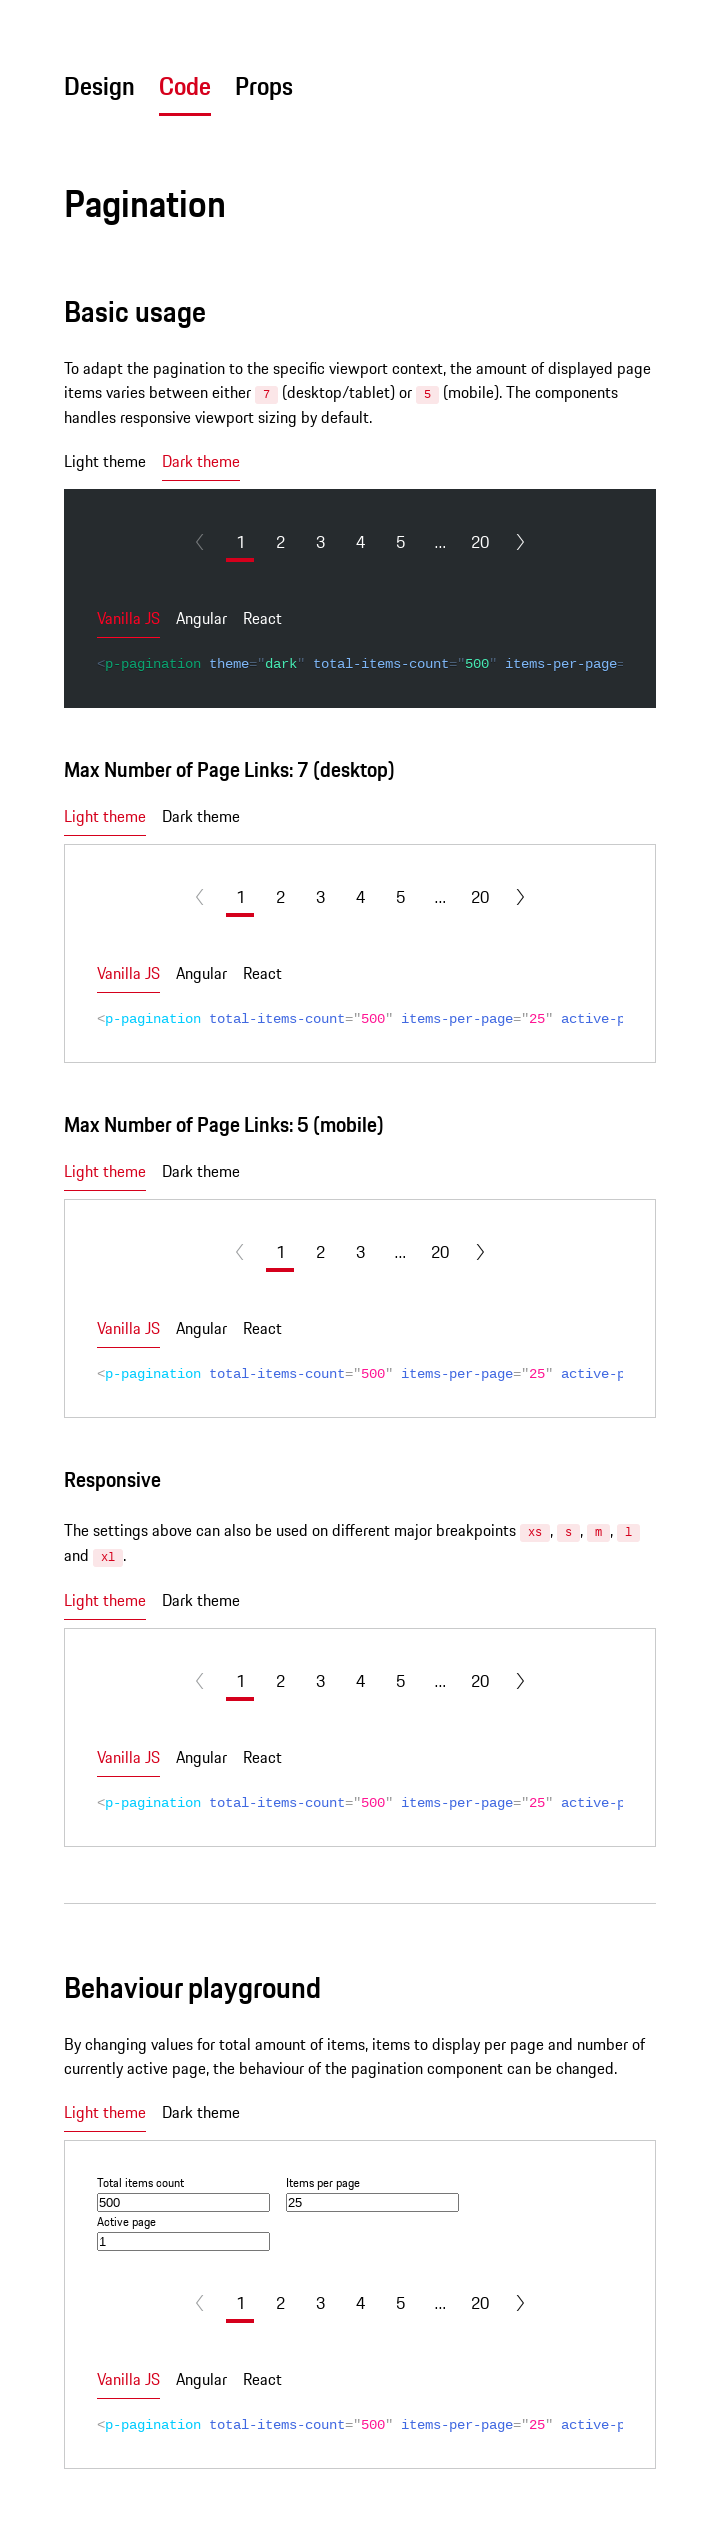 Design Code Props
Pagination
Basic usage
To adapt the pagination to the specific viewport context, the amount of displayed page
items varies between either 7 (desktop/tablet) or 5 (mobile). The components
handles responsive viewport sizing by default.
Light theme Dark theme
1 2 3 4 5 ... 20
Vanilla JS Angular React
<p-pagination theme="dark" total-items-count="500" items-per-page=
Max Number of Page Links: 7 (desktop)
Light theme Dark theme
1 2 3 4 5 ... 20
Vanilla JS Angular React
<p-pagination total-items-count="500" items-per-page="25" active-p
Max Number of Page Links: 5 (mobile)
Light theme Dark theme
1 2 3 ... 20
Vanilla JS Angular React
<p-pagination total-items-count="500" items-per-page="25" active-p
Responsive
The settings above can also be used on different major breakpoints xs, s, m, l
and xl.
Light theme Dark theme
1 2 3 4 5 ... 20
Vanilla JS Angular React
<p-pagination total-items-count="500" items-per-page="25" active-p
Behaviour playground
By changing values for total amount of items, items to display per page and number of
currently active page, the behaviour of the pagination component can be changed.
Light theme Dark theme
Total items count Items per page
500 25
Active page
1
1 2 3 4 5 ... 20
Vanilla JS Angular React
<p-pagination total-items-count="500" items-per-page="25" active-p